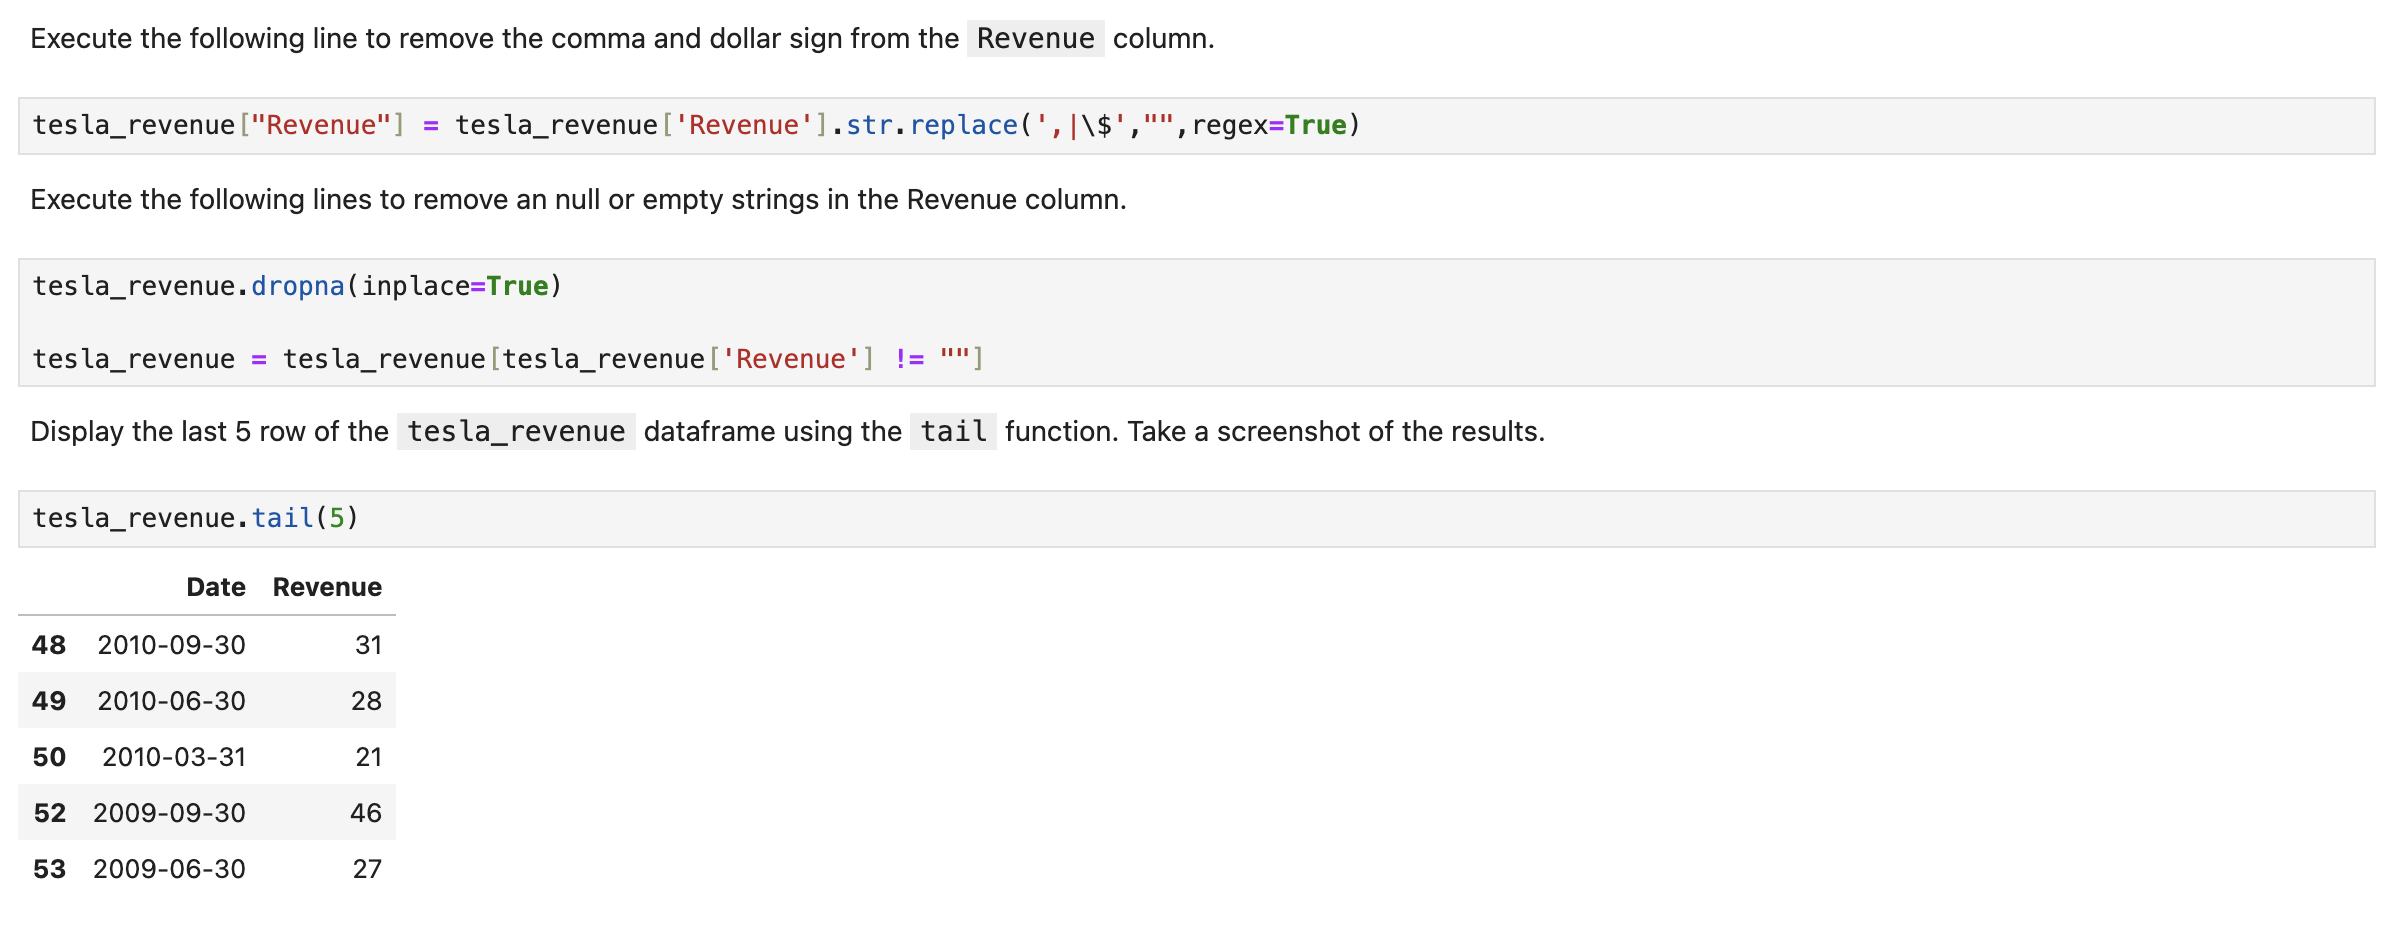 Execute the following line to remove the comma and dollar sign from the Revenue column.
tesla_revenue["Revenue"] = tesla_revenue['Revenue'].str.replace(',|\$',"",regex=True)
Execute the following lines to remove an null or empty strings in the Revenue column.
tesla_revenue.dropna(inplace=True)
tesla_revenue = tesla_revenue[tesla_revenue['Revenue'] != ""]
Display the last 5 row of the tesla_revenue dataframe using the tail function. Take a screenshot of the results.
tesla_revenue.tail(5)
Date Revenue
48 2010-09-30 31
49 2010-06-30 28
50 2010-03-31 21
52 2009-09-30 46
53 2009-06-30 27